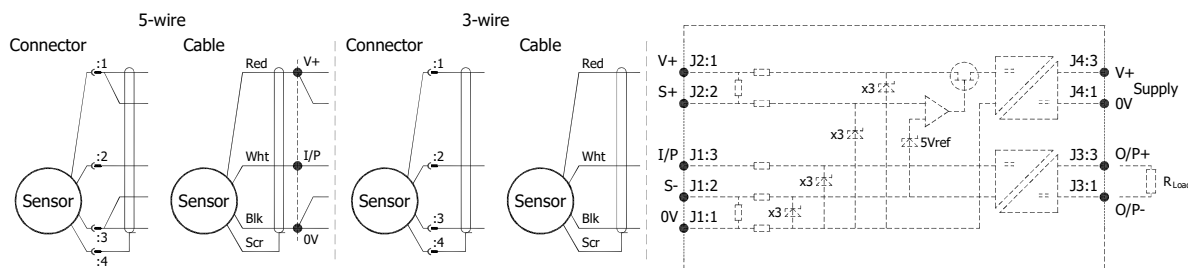 5-wire
Connector
Cable
:1
:2
:3
:4
Sensor
Red
Wht
Blk
Scr
Sensor
V+
I/P
0V
3-wire
Connector
Cable
:1
:2
:3
:4
Sensor
Red
Wht
Blk
Scr
Sensor
V+ J2:1
S+ J2:2
I/P J1:3
S- J1:2
0V J1:1
x3
x3
x3
x3
5Vref
J4:3 V+
Supply
J4:1 0V
J3:3 O/P+
RLoad
J3:1
O/P-